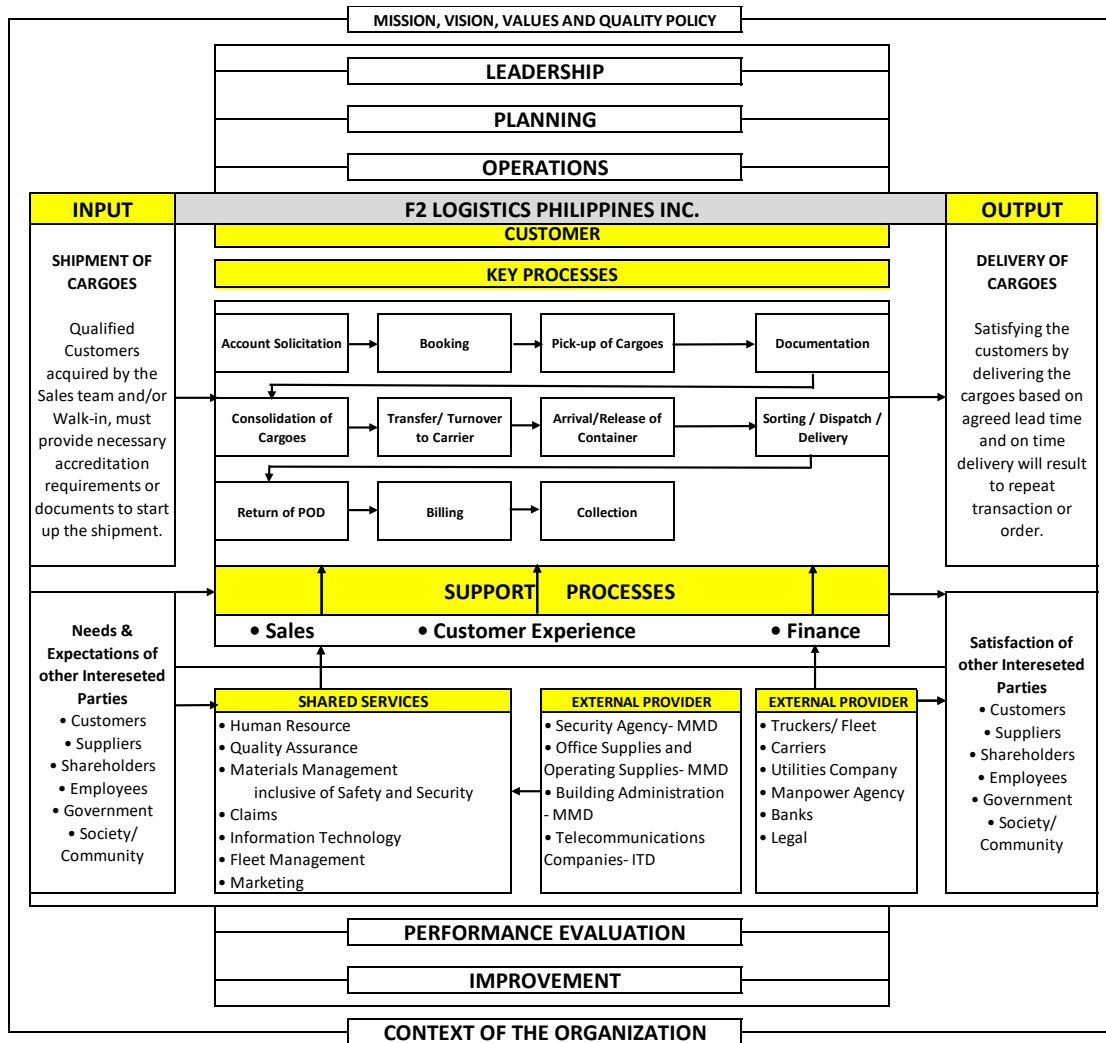 MISSION, VISION, VALUES AND QUALITY POLICY
LEADERSHIP
PLANNING
OPERATIONS
INPUT
F2 LOGISTICS PHILIPPINES INC.
OUTPUT
CUSTOMER
KEY PROCESSES
SHIPMENT OF
CARGOES
Qualified
Customers
acquired by the
Sales team and/or
Walk-in, must
provide necessary
accreditation
requirements or
documents to start
up the shipment.
Account Solicitation
Booking
Pick-up of Cargoes
Documentation
Consolidation of
Cargoes
Transfer/ Turnover
to Carrier
Arrival/Release of
Container
Sorting / Dispatch /
Delivery
Return of POD
Billing
Collection
DELIVERY OF
CARGOES
Satisfying the
customers by
delivering the
cargoes based on
agreed lead time
and on time
delivery will result
to repeat
transaction or
order.
SUPPORT PROCESSES
• Sales
• Customer Experience
• Finance
Needs &
Expectations of
other Intereseted
Parties
• Customers
• Suppliers
• Shareholders
• Employees
• Government
• Society/
Community
SHARED SERVICES
• Human Resource
• Quality Assurance
• Materials Management
inclusive of Safety and Security
• Claims
• Information Technology
• Fleet Management
• Marketing
EXTERNAL PROVIDER
• Security Agency- MMD
• Office Supplies and
Operating Supplies- MMD
• Building Administration
- MMD
• Telecommunications
Companies- ITD
EXTERNAL PROVIDER
• Truckers/ Fleet
• Carriers
• Utilities Company
• Manpower Agency
• Banks
• Legal
Satisfaction of
other Intereseted
Parties
• Customers
• Suppliers
• Shareholders
• Employees
• Government
• Society/
Community
PERFORMANCE EVALUATION
IMPROVEMENT
CONTEXT OF THE ORGANIZATION